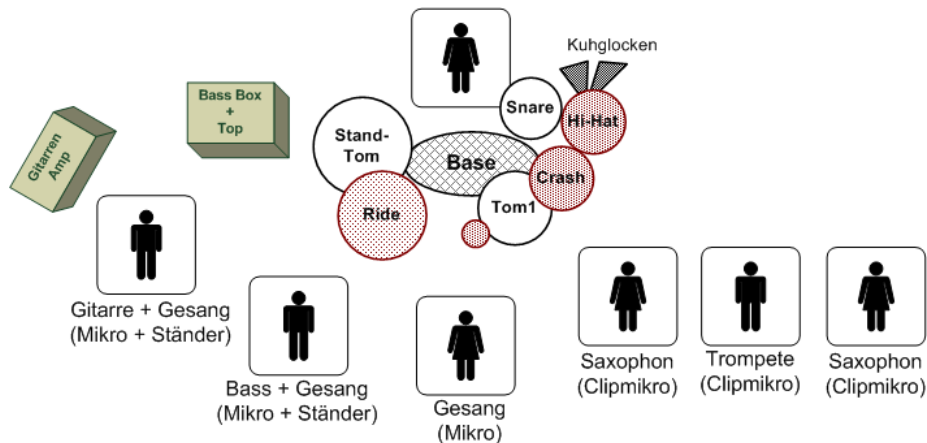 Kuhglocken
Bass Box
+
Top
Gitarren
Amp
Snare
Hi-Hat
Stand-
Tom
Base
Crash
Ride
Tom1
Gitarre + Gesang
(Mikro + Ständer)
Bass + Gesang
(Mikro + Ständer)
Gesang
(Mikro)
Saxophon
(Clipmikro)
Trompete
(Clipmikro)
Saxophon
(Clipmikro)